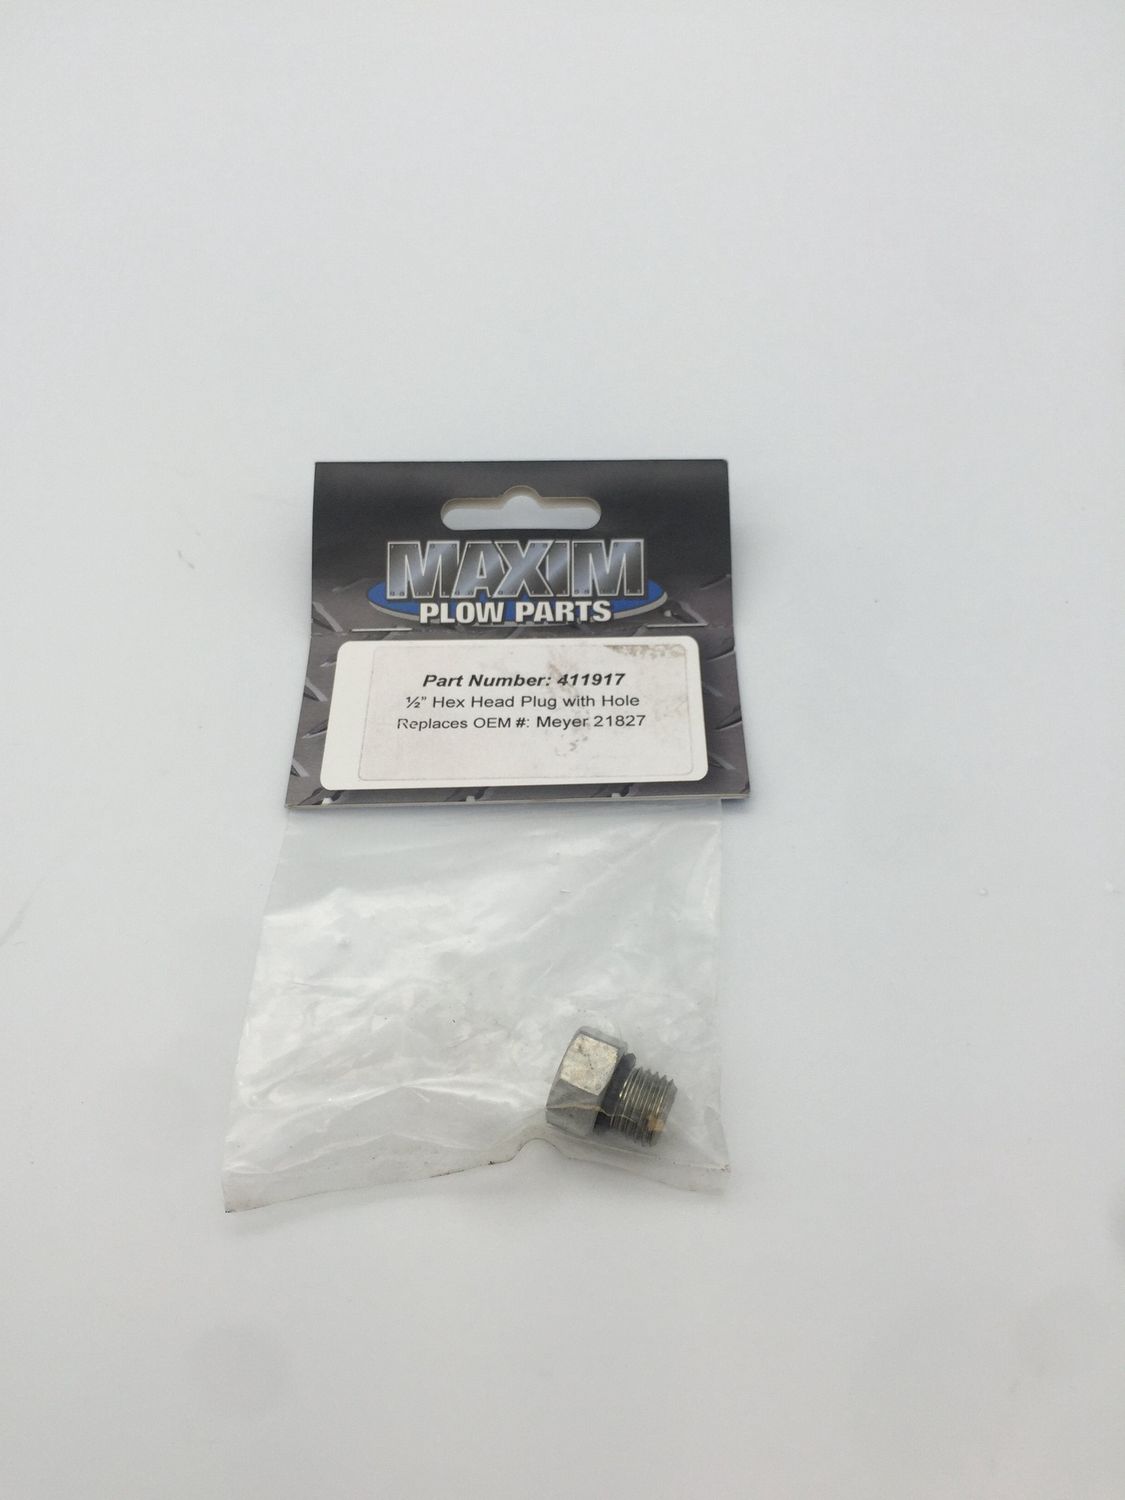 MAXIM
PLOW PARTS
Part Number: 411917
½" Hex Head Plug with Hole
Replaces OEM #: Meyer 21827